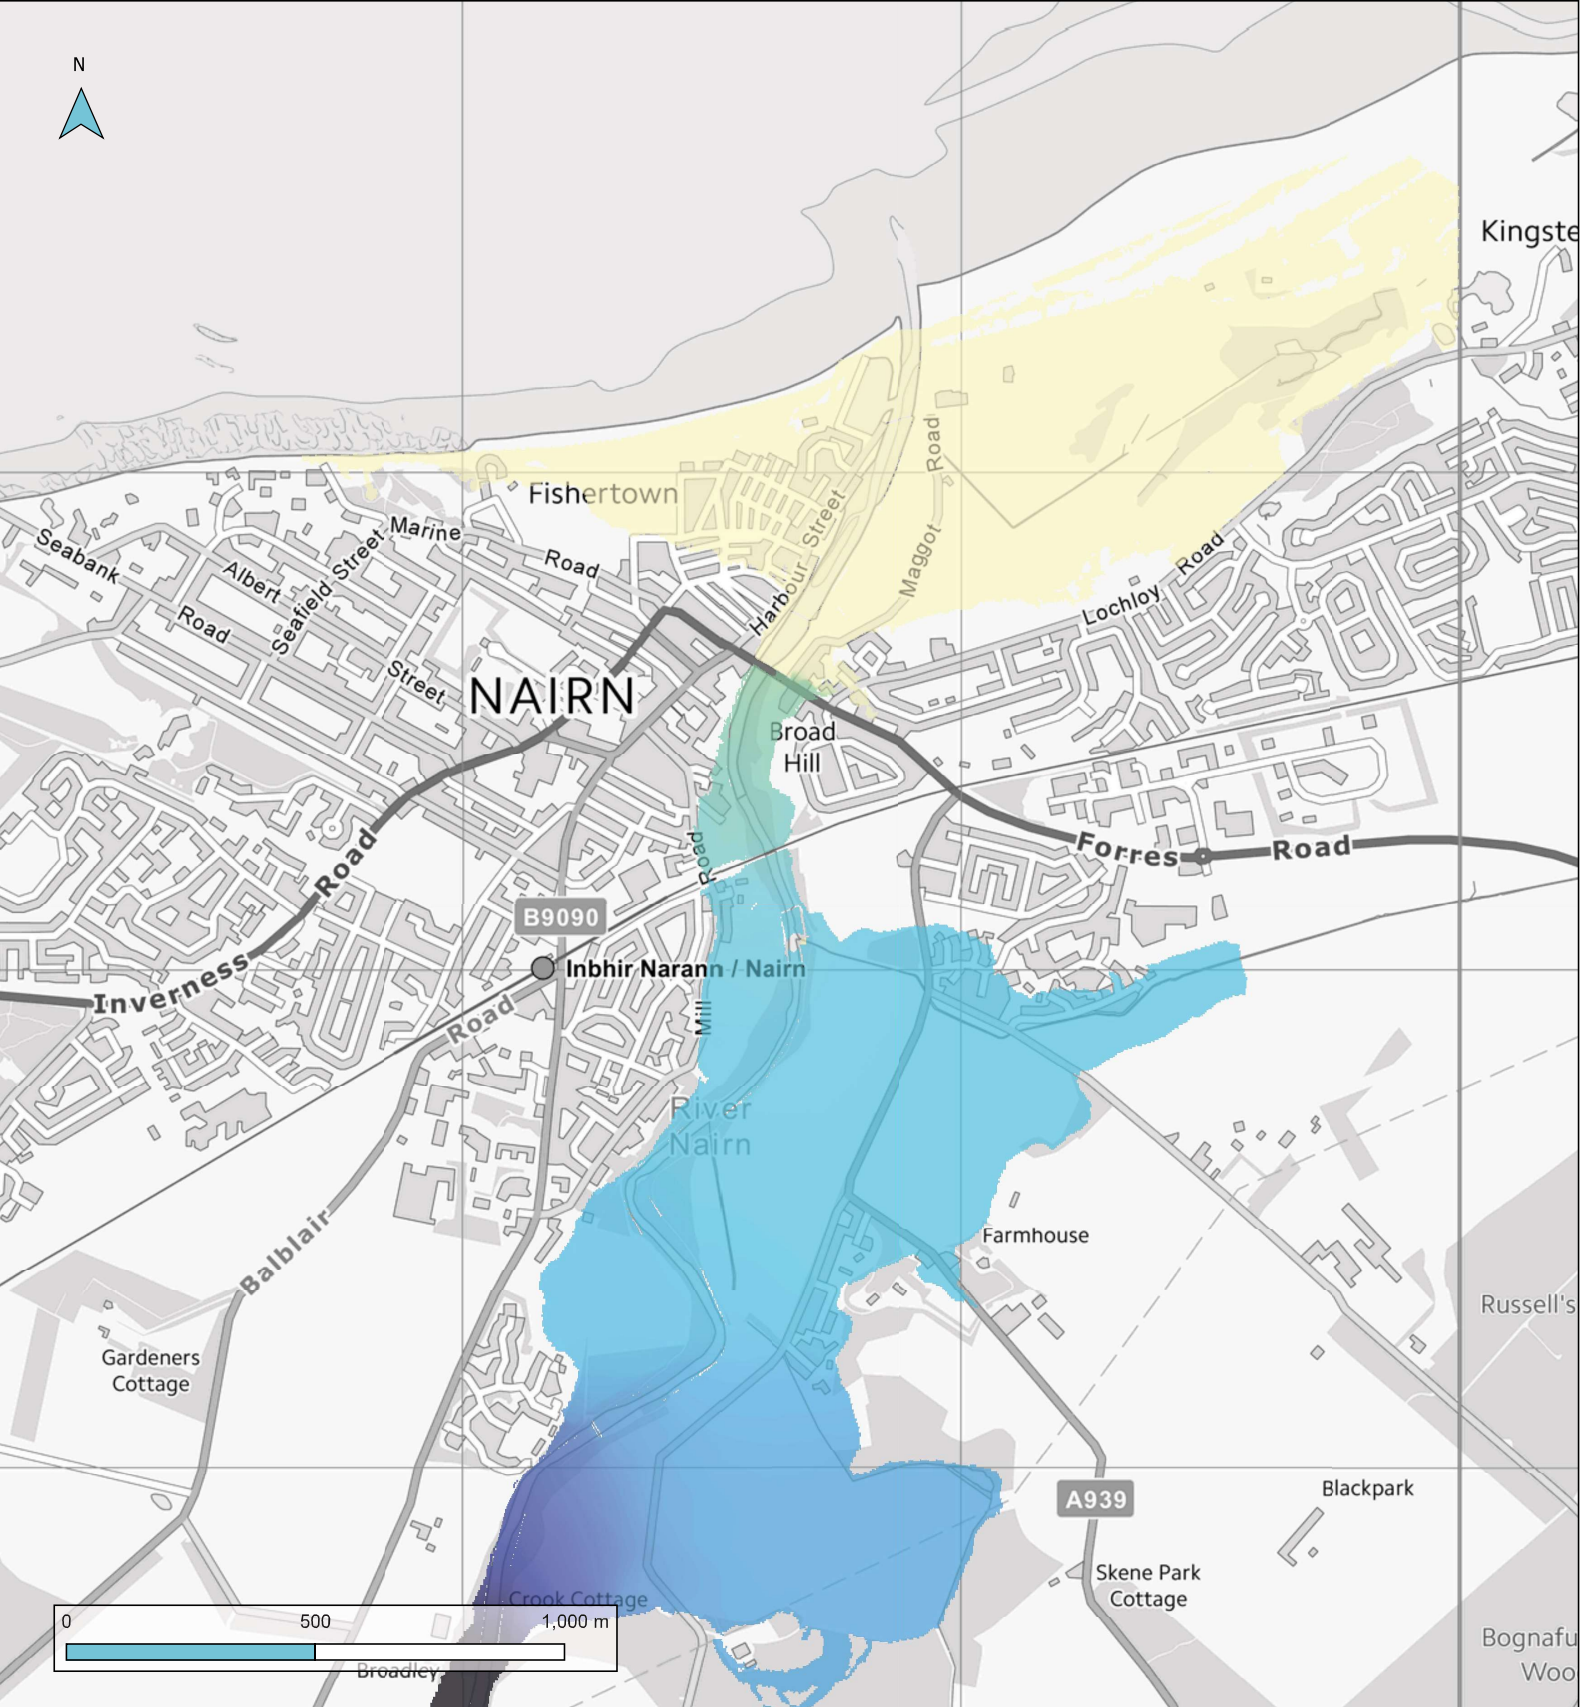 N
Kingste
Fishertown
Marine
Road
Seabank
Road
Albert
Street
Seafield Street
Harbour Street
Maggot Road
Lochloy Road
NAIRN
Broad
Hill
Forres Road
Inverness Road
B9090
Inbhir Narann / Nairn
Mill Road
Balblair Road
River
Nairn
Farmhouse
Russell's
Gardeners
Cottage
A939
Blackpark
Skene Park
Cottage
Crook Cottage
Bognafu
Woo
0 500 1,000 m
Broadley